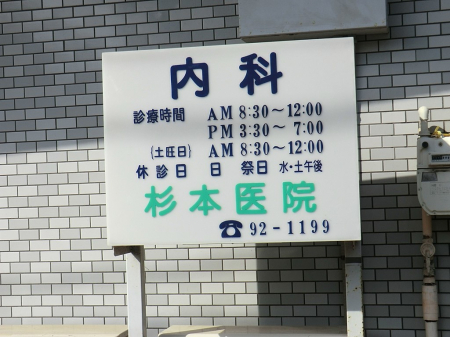 内科
診療時間 AM 8:30～12:00
PM 3:30～7:00
(土曜日) AM 8:30～12:00
休診日 日 祭日 水・土午後
杉本医院
☎92-1199